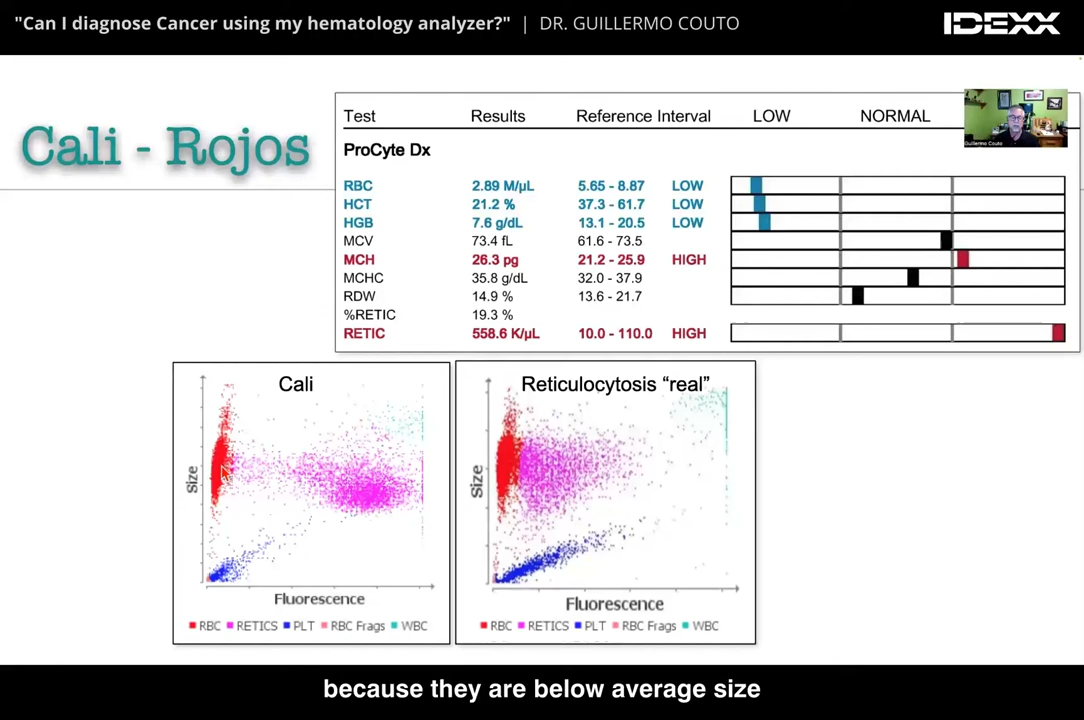 "Can I diagnose Cancer using my hematology analyzer?" | DR. GUILLERMO COUTO
IDEXX
Cali - Rojos
Test Results Reference Interval LOW NORMAL
Guillermo Couto
ProCyte Dx
RBC 2.89 M/µL 5.65 - 8.87 LOW
HCT 21.2 % 37.3 - 61.7 LOW
HGB 7.6 g/dL 13.1 - 20.5 LOW
MCV 73.4 fL 61.6 - 73.5
MCH 26.3 pg 21.2 - 25.9 HIGH
MCHC 35.8 g/dL 32.0 - 37.9
RDW 14.9 % 13.6 - 21.7
%RETIC 19.3 %
RETIC 558.6 K/µL 10.0 - 110.0 HIGH
Cali
Size
Fluorescence
RBC RETICS PLT RBC Frags WBC
Reticulocytosis “real”
Size
Fluorescence
RBC RETICS PLT RBC Frags WBC
because they are below average size